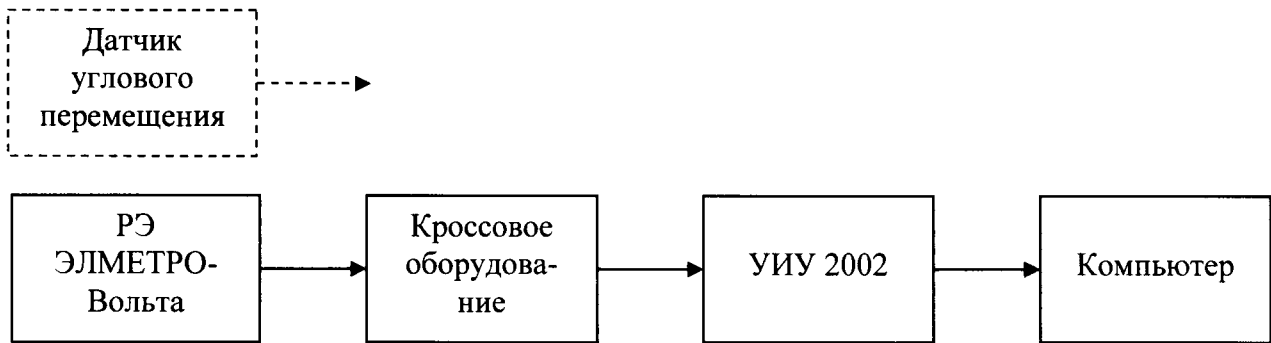 Датчик
углового
перемещения
РЭ
ЭЛМЕТРО-
Вольта
Кроссовое
оборудова-
ние
УИУ 2002
Компьютер